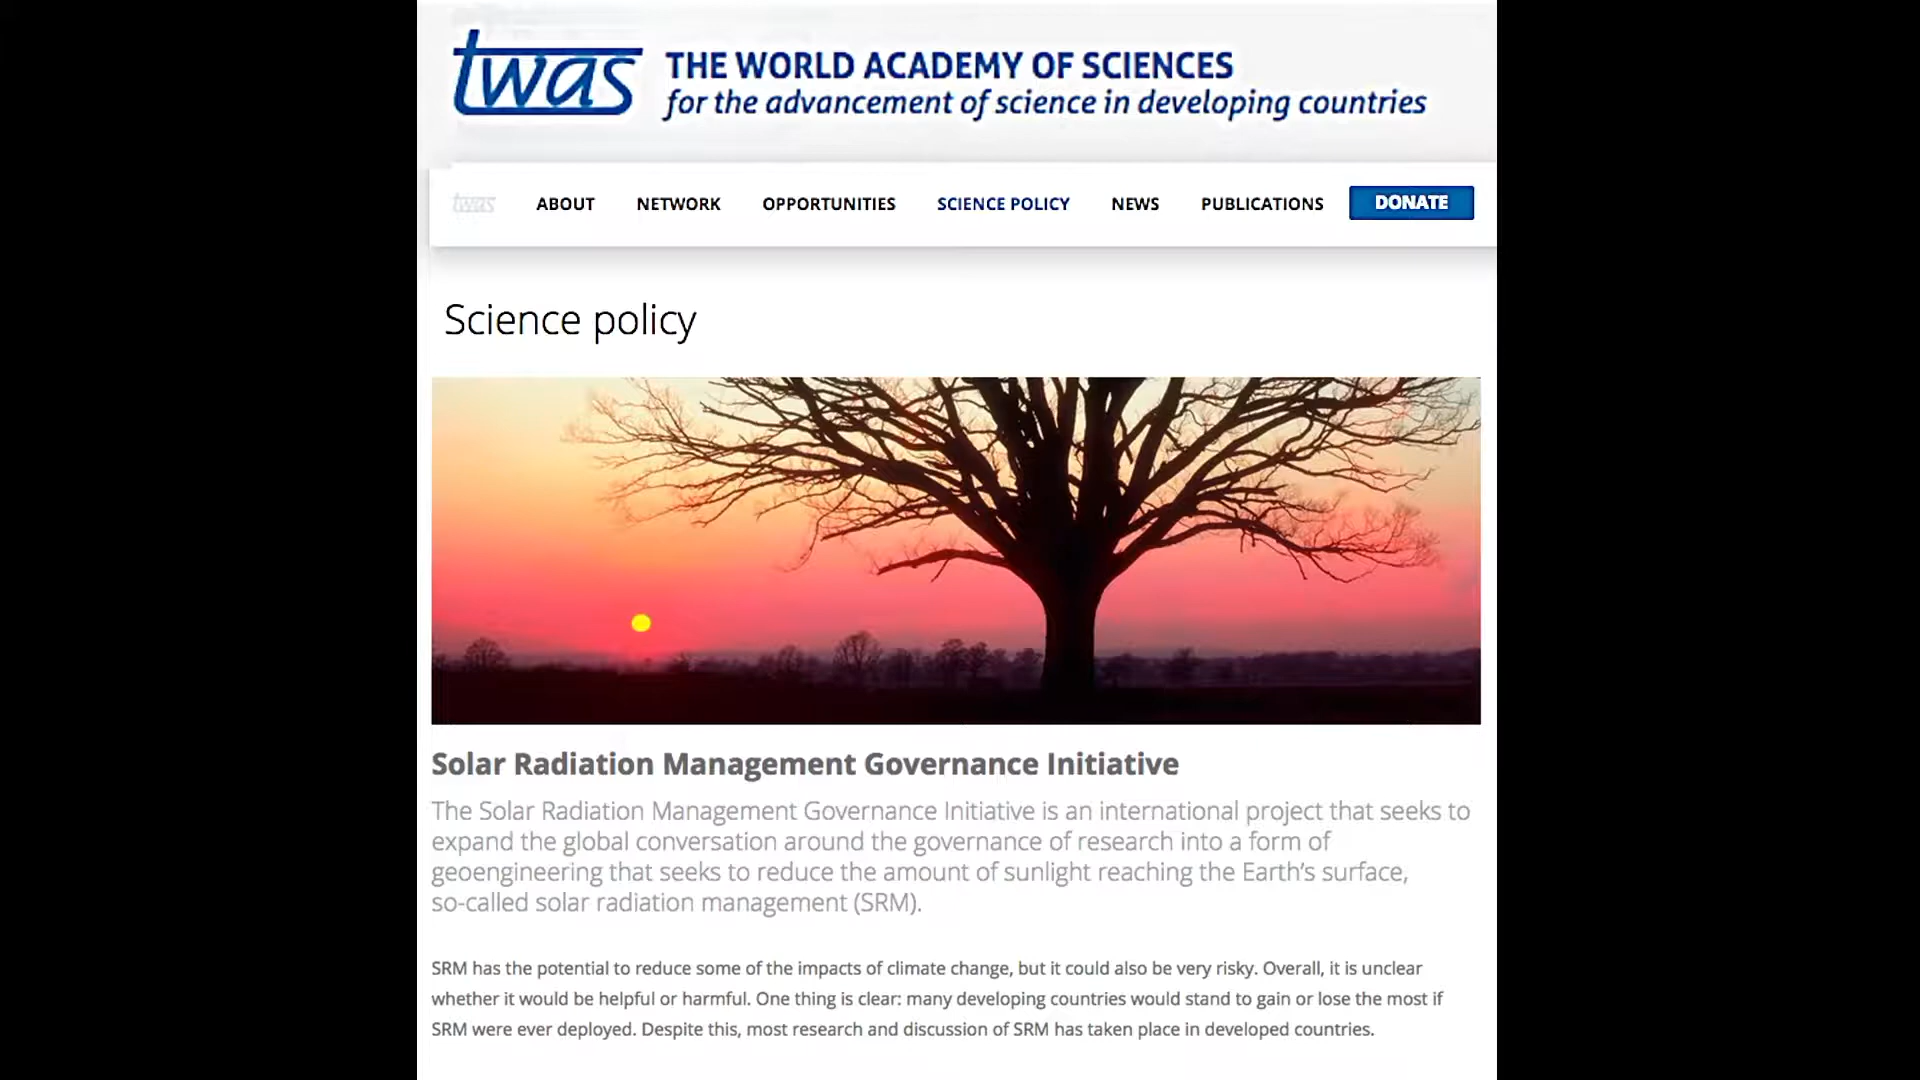 twas
THE WORLD ACADEMY OF SCIENCES
for the advancement of science in developing countries
twas ABOUT NETWORK OPPORTUNITIES SCIENCE POLICY NEWS PUBLICATIONS DONATE
Science policy
Solar Radiation Management Governance Initiative
The Solar Radiation Management Governance Initiative is an international project that seeks to
expand the global conversation around the governance of research into a form of
geoengineering that seeks to reduce the amount of sunlight reaching the Earth’s surface,
so-called solar radiation management (SRM).
SRM has the potential to reduce some of the impacts of climate change, but it could also be very risky. Overall, it is unclear
whether it would be helpful or harmful. One thing is clear: many developing countries would stand to gain or lose the most if
SRM were ever deployed. Despite this, most research and discussion of SRM has taken place in developed countries.